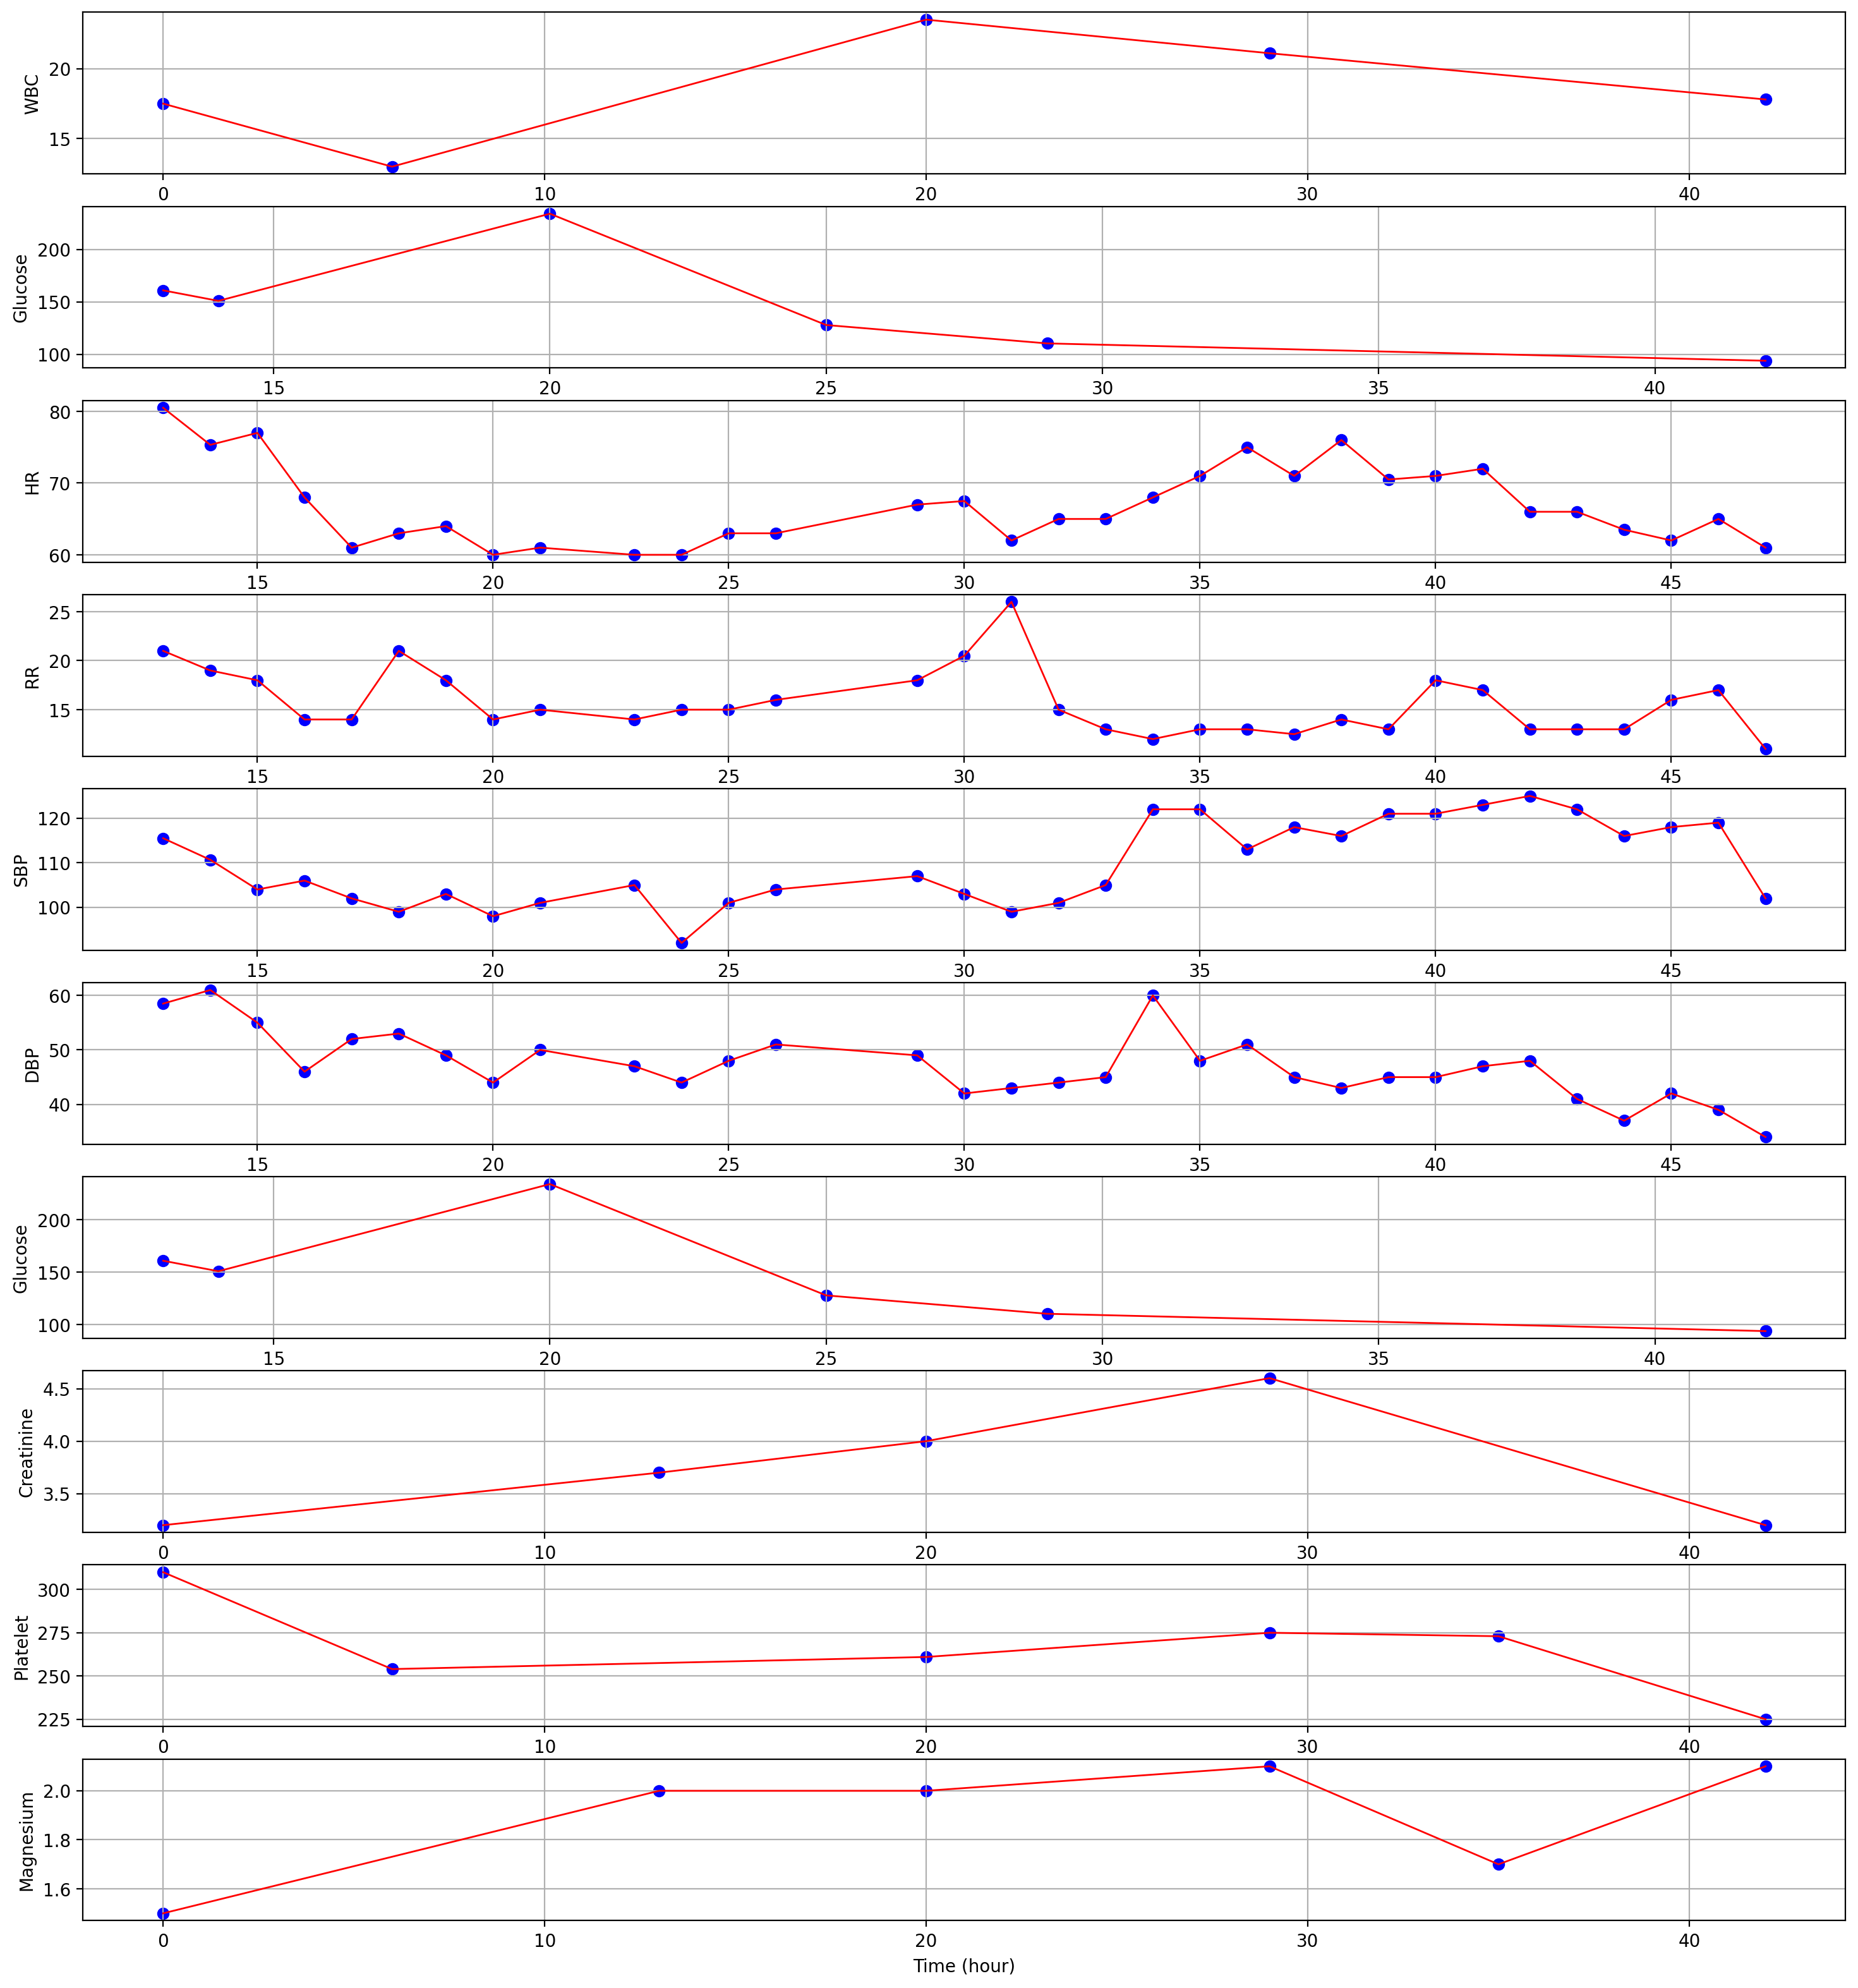 WBC
20
15
0 10 20 30 40
Glucose
200
150
100
15 20 25 30 35 40
HR
80
70
60
15 20 25 30 35 40 45
RR
25
20
15
15 20 25 30 35 40 45
SBP
120
110
100
15 20 25 30 35 40 45
DBP
60
50
40
15 20 25 30 35 40 45
Glucose
200
150
100
15 20 25 30 35 40
Creatinine
4.5
4.0
3.5
0 10 20 30 40
Platelet
300
275
250
225
0 10 20 30 40
Magnesium
2.0
1.8
1.6
0 10 20 30 40
Time (hour)